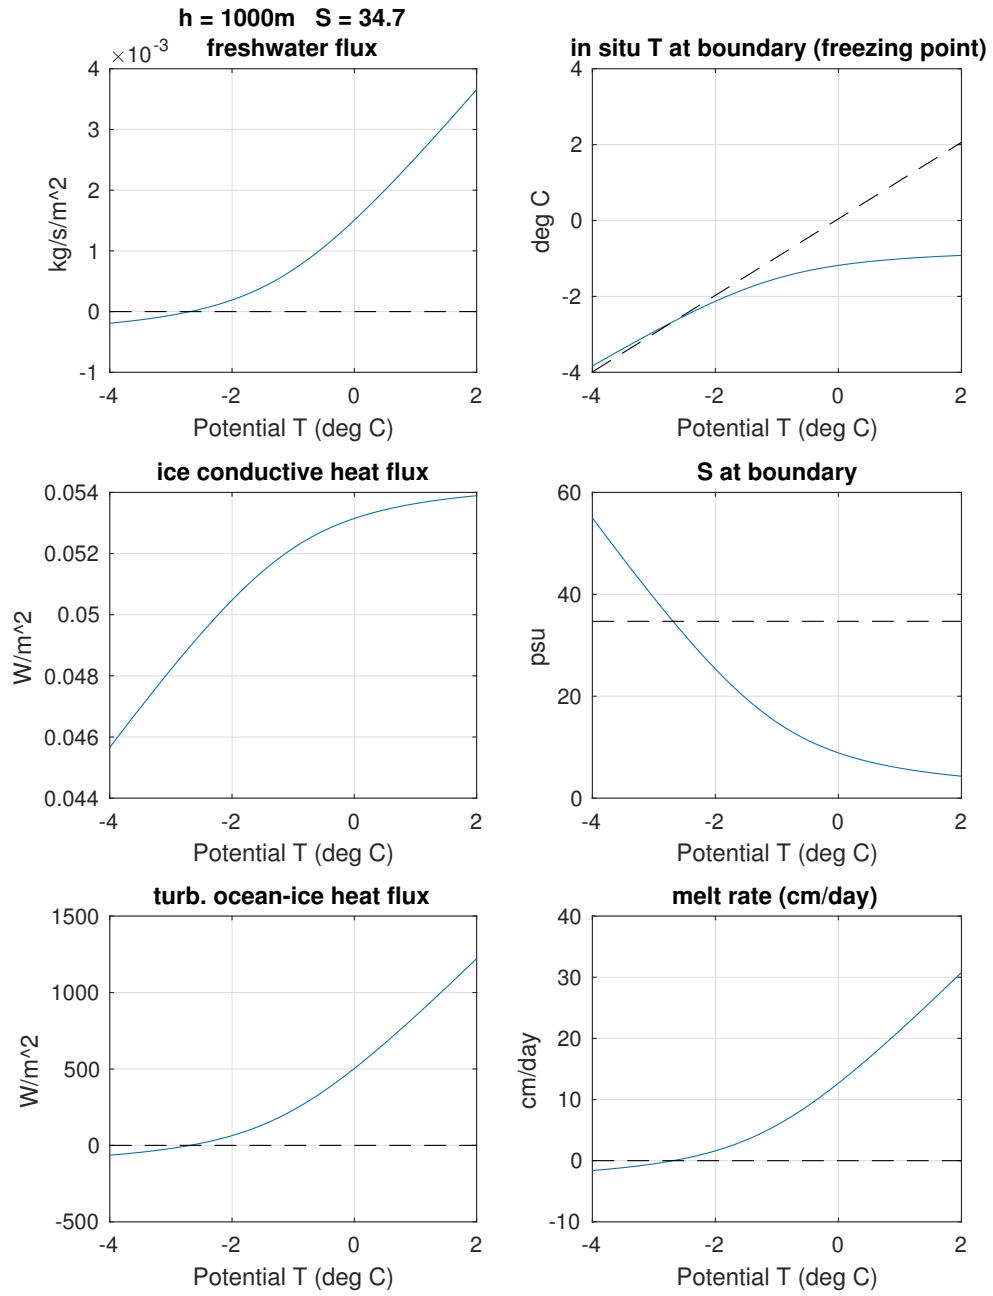 h = 1000m   S = 34.7
freshwater flux
×10^-3
4
3
2
1
0
-1
kg/s/m^2
-4 -2 0 2
Potential T (deg C)
in situ T at boundary (freezing point)
4
2
0
-2
-4
deg C
-4 -2 0 2
Potential T (deg C)
ice conductive heat flux
0.054
0.052
0.05
0.048
0.046
0.044
W/m^2
-4 -2 0 2
Potential T (deg C)
S at boundary
60
40
20
0
psu
-4 -2 0 2
Potential T (deg C)
turb. ocean-ice heat flux
1500
1000
500
0
-500
W/m^2
-4 -2 0 2
Potential T (deg C)
melt rate (cm/day)
40
30
20
10
0
-10
cm/day
-4 -2 0 2
Potential T (deg C)